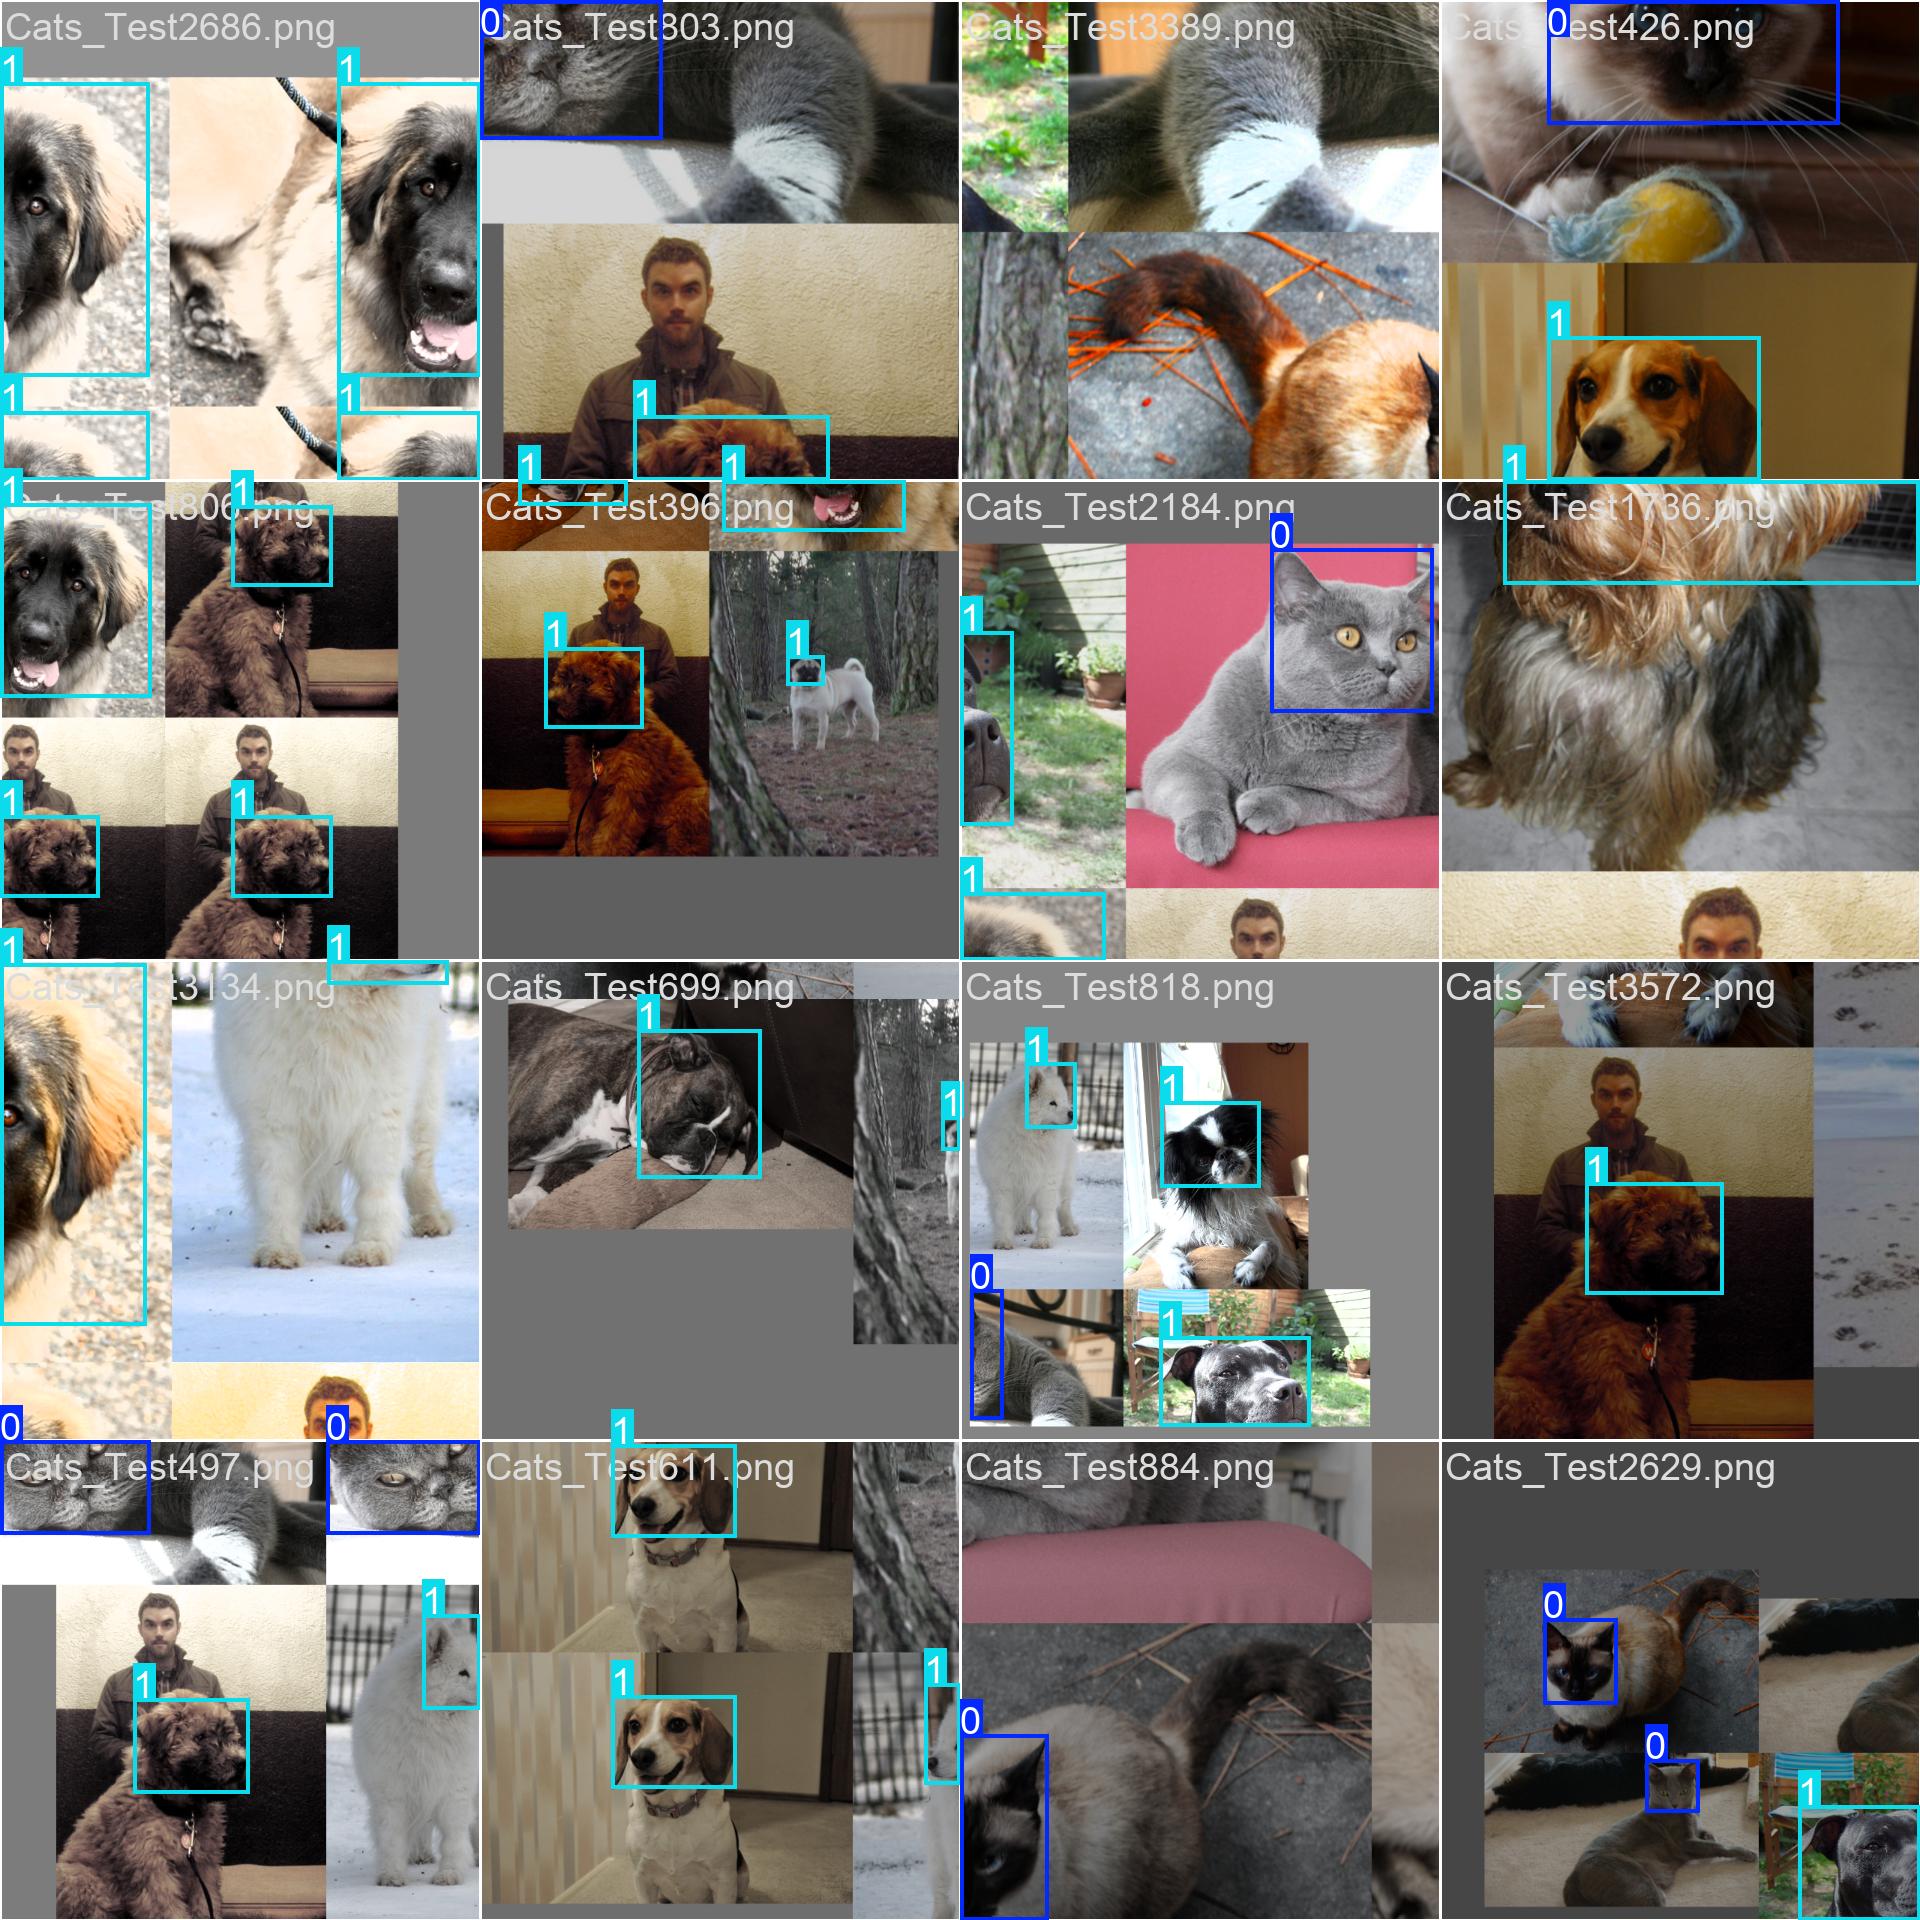 Cats_Test2686.png
Cats_Test803.png
Cats_Test3389.png
Cats_Test426.png
1
1
0
0
1
1
1
1
1
1
1
Cats_Test806.png
Cats_Test396.png
Cats_Test2184.png
Cats_Test1736.png
1
1
0
1
1
1
1
1
1
1
1
1
Cats_Test3134.png
Cats_Test699.png
Cats_Test818.png
Cats_Test3572.png
1
1
1
1
1
0
1
0
0
1
Cats_Test497.png
Cats_Test611.png
Cats_Test884.png
Cats_Test2629.png
1
0
1
1
1
0
0
1